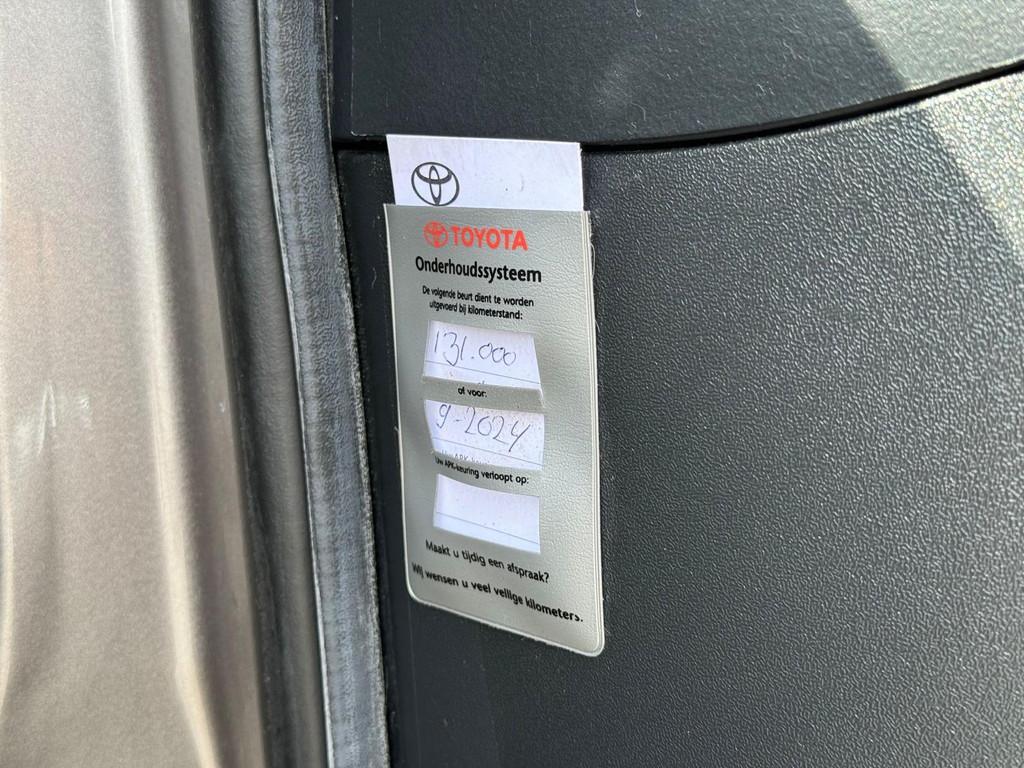 TOYOTA
Onderhoudssysteem
De volgende beurt dient te worden
uitgevoerd bij kilometerstand:
131.000
of voor:
9-2024
Uw APK-keuring verloopt op:
Maakt u tijdig een afspraak?
Wij wensen u veel veilige kilometers.